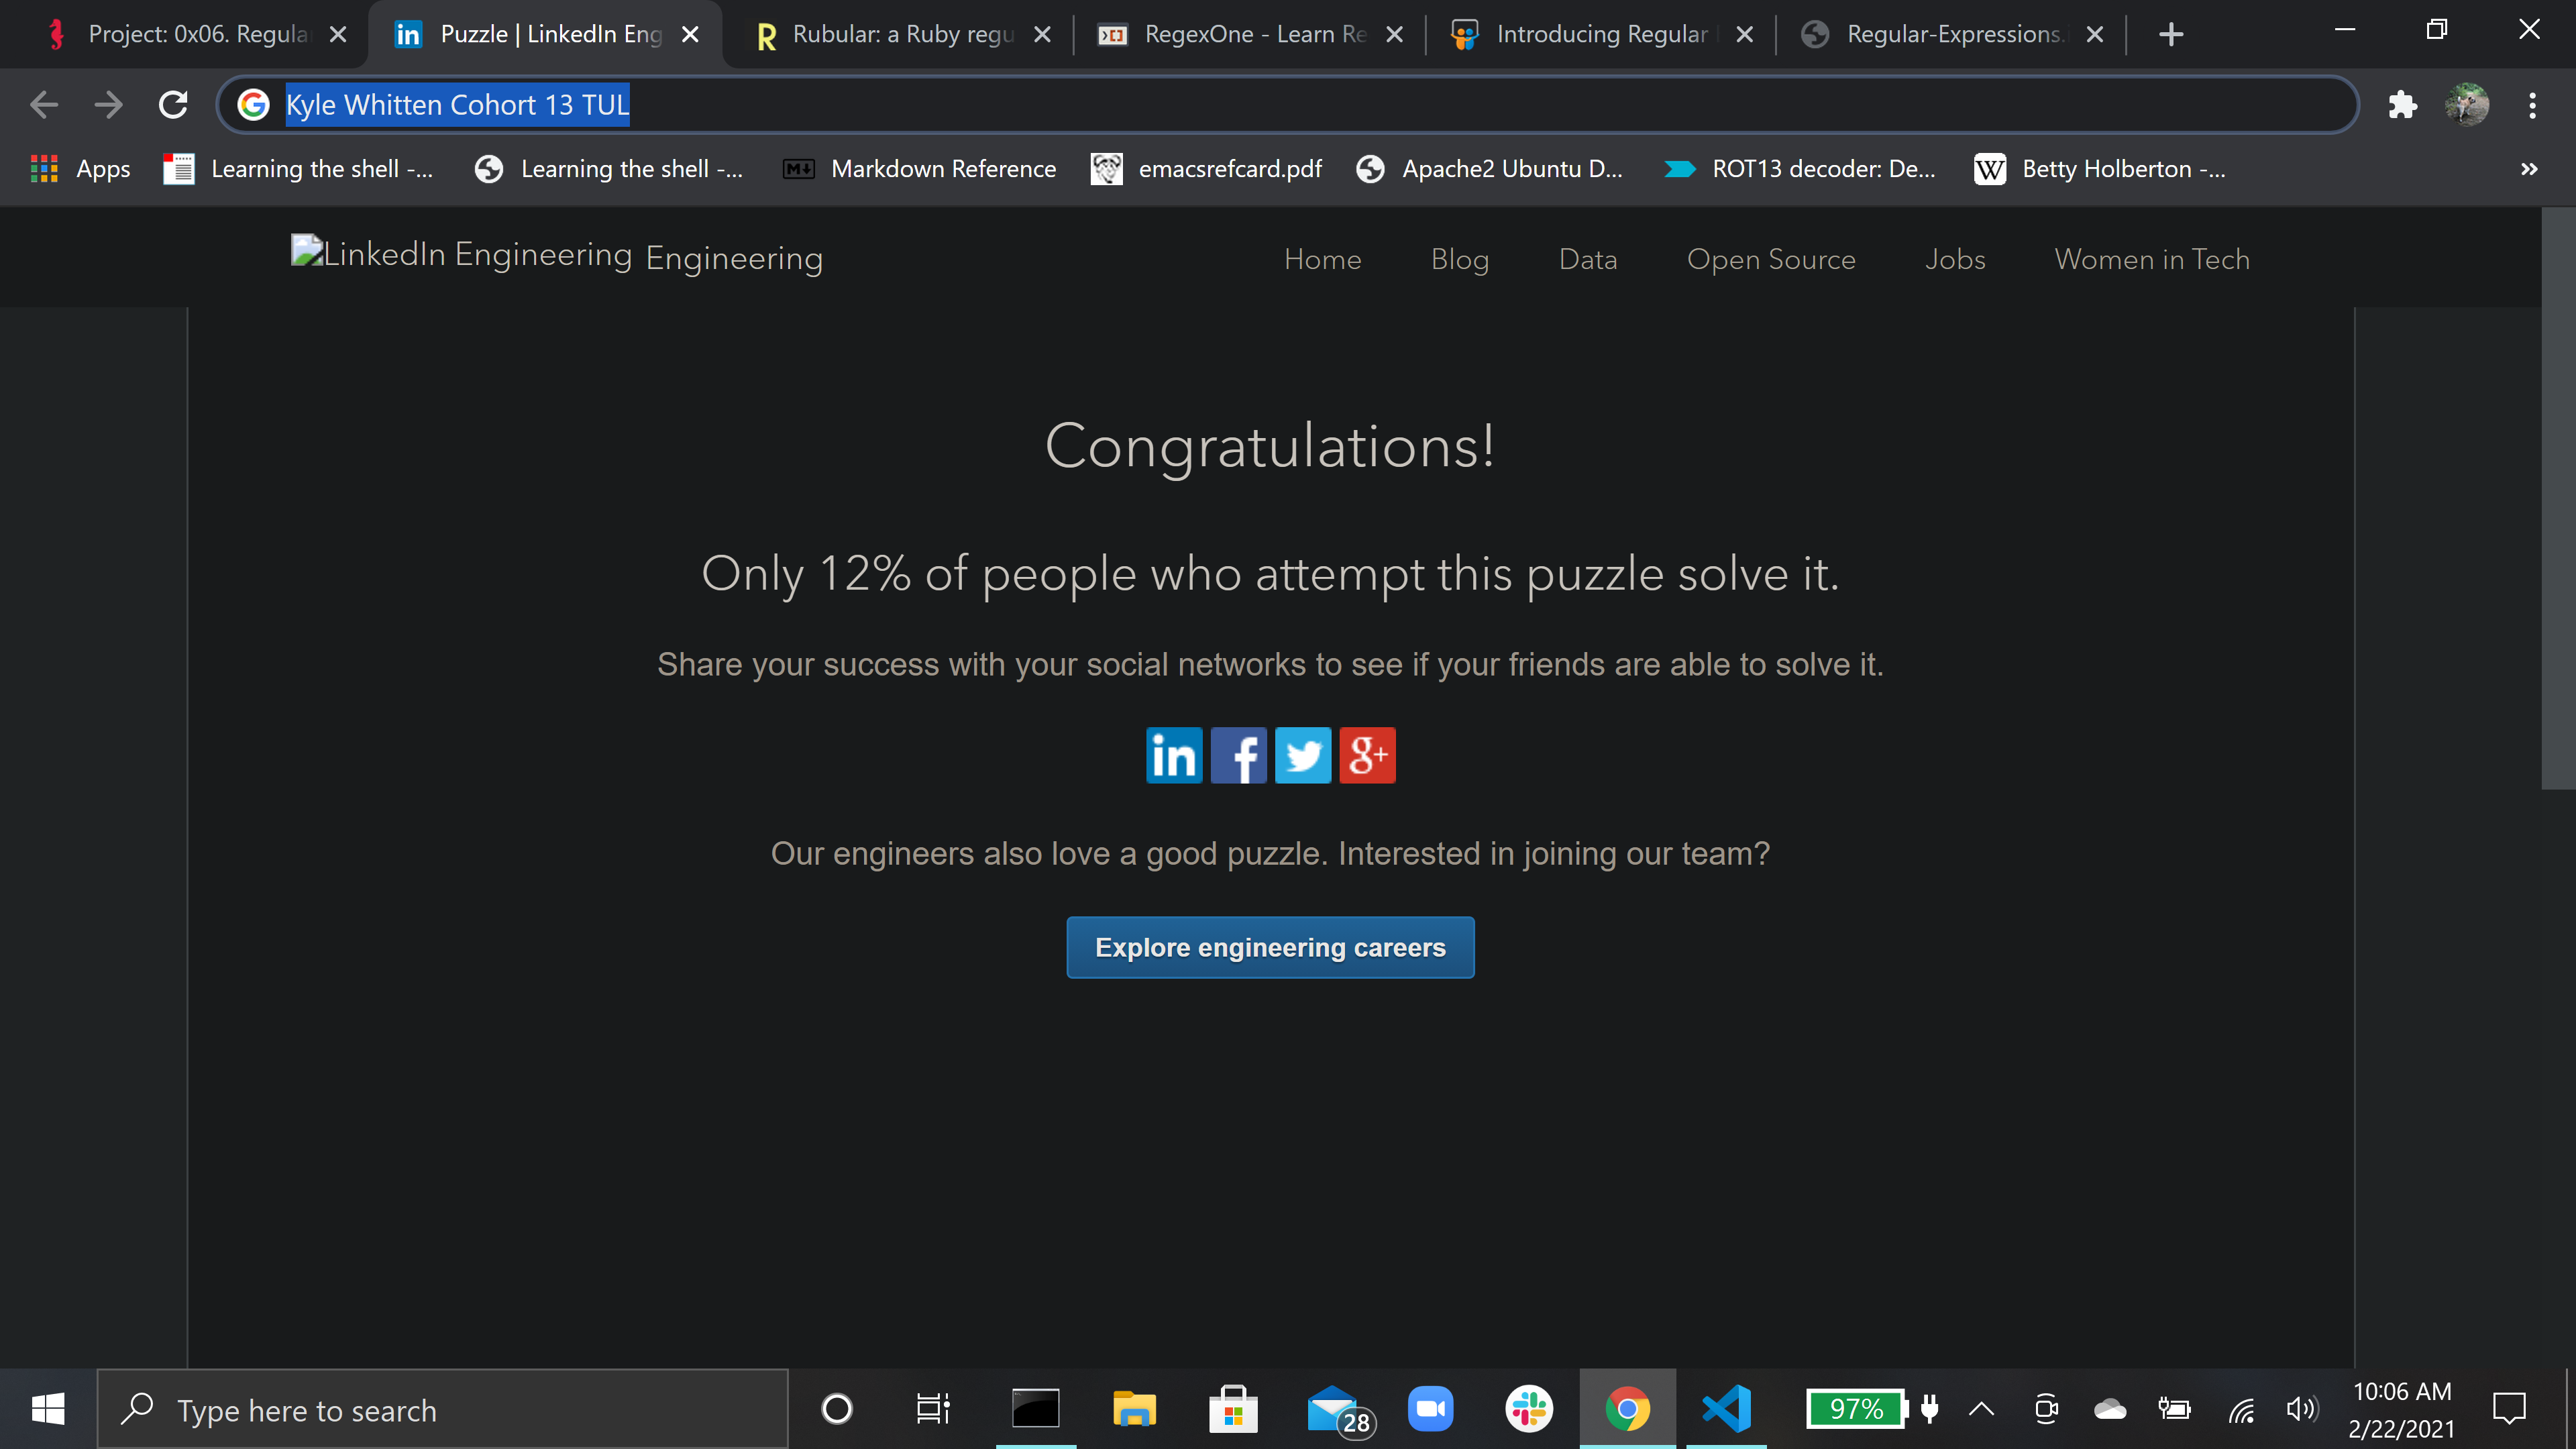 Project: 0x06. Regula
Puzzle | LinkedIn Eng
Rubular: a Ruby regu
RegexOne - Learn Re
Introducing Regular
Regular-Expressions.
Kyle Whitten Cohort 13 TUL
Apps
Learning the shell -...
Learning the shell -...
Markdown Reference
emacsrefcard.pdf
Apache2 Ubuntu D...
ROT13 decoder: De...
Betty Holberton -...
LinkedIn Engineering Engineering
Home
Blog
Data
Open Source
Jobs
Women in Tech
Congratulations!
Only 12% of people who attempt this puzzle solve it.
Share your success with your social networks to see if your friends are able to solve it.
in f g+
Our engineers also love a good puzzle. Interested in joining our team?
Explore engineering careers
Type here to search
28
97%
10:06 AM
2/22/2021